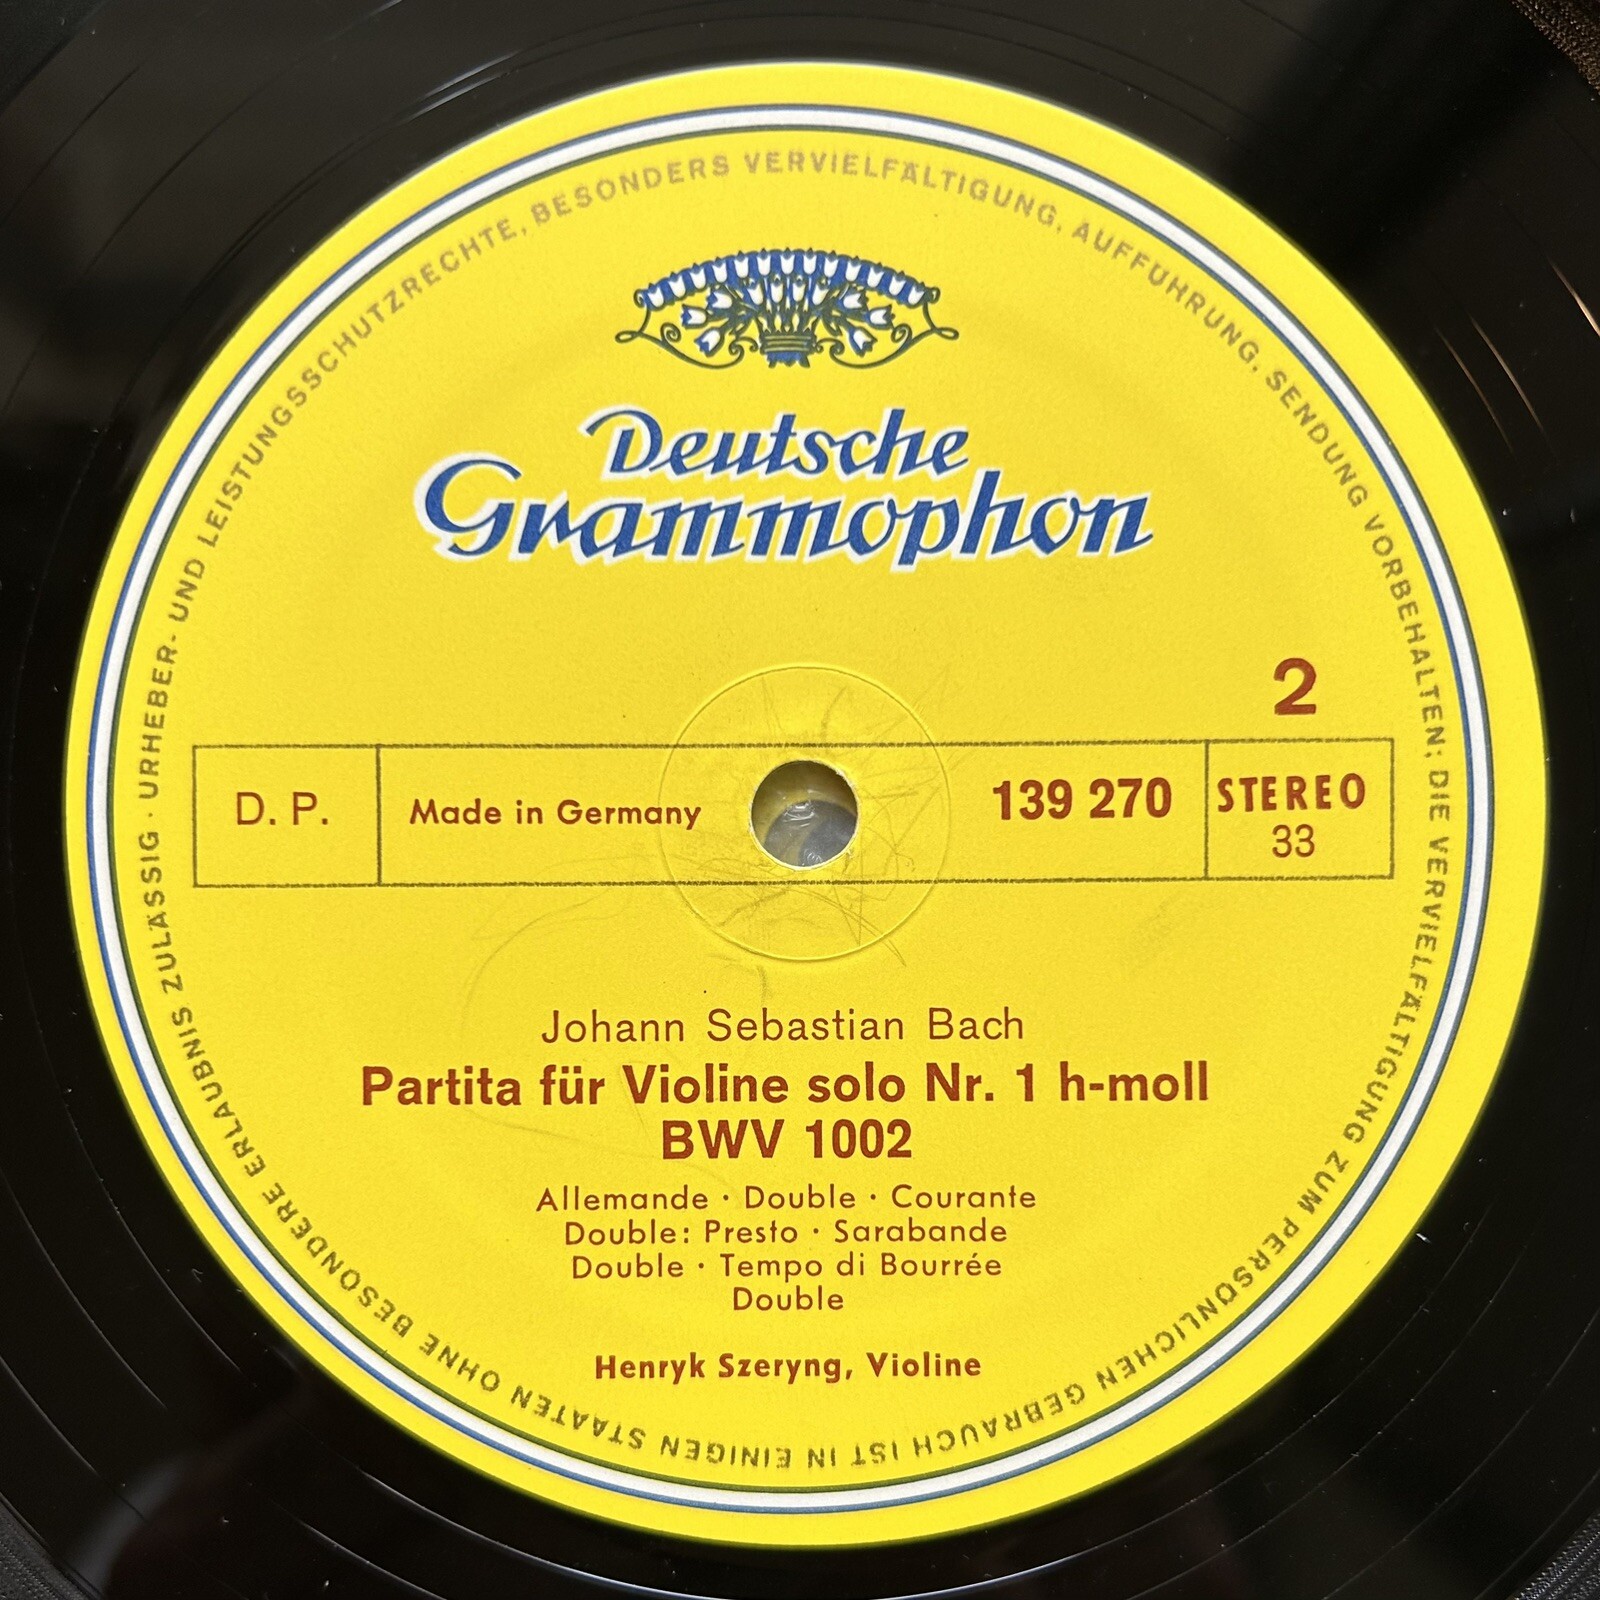 URHEBER- UND LEISTUNGSSCHUTZRECHTE, BESONDERS VERVIELFÄLTIGUNG, AUFFÜHRUNG, SENDUNG VORBEHALTEN; DIE VERVIELFÄLTIGUNG ZUM PERSÖNLICHEN GEBRAUCH IST IN EINIGEN STAATEN OHNE BESONDERE ERLAUBNIS ZULÄSSIG ·
Deutsche
Grammophon
2
D. P.
Made in Germany
139 270
STEREO
33
Johann Sebastian Bach
Partita für Violine solo Nr. 1 h-moll
BWV 1002
Allemande · Double · Courante
Double: Presto · Sarabande
Double · Tempo di Bourrée
Double
Henryk Szeryng, Violine